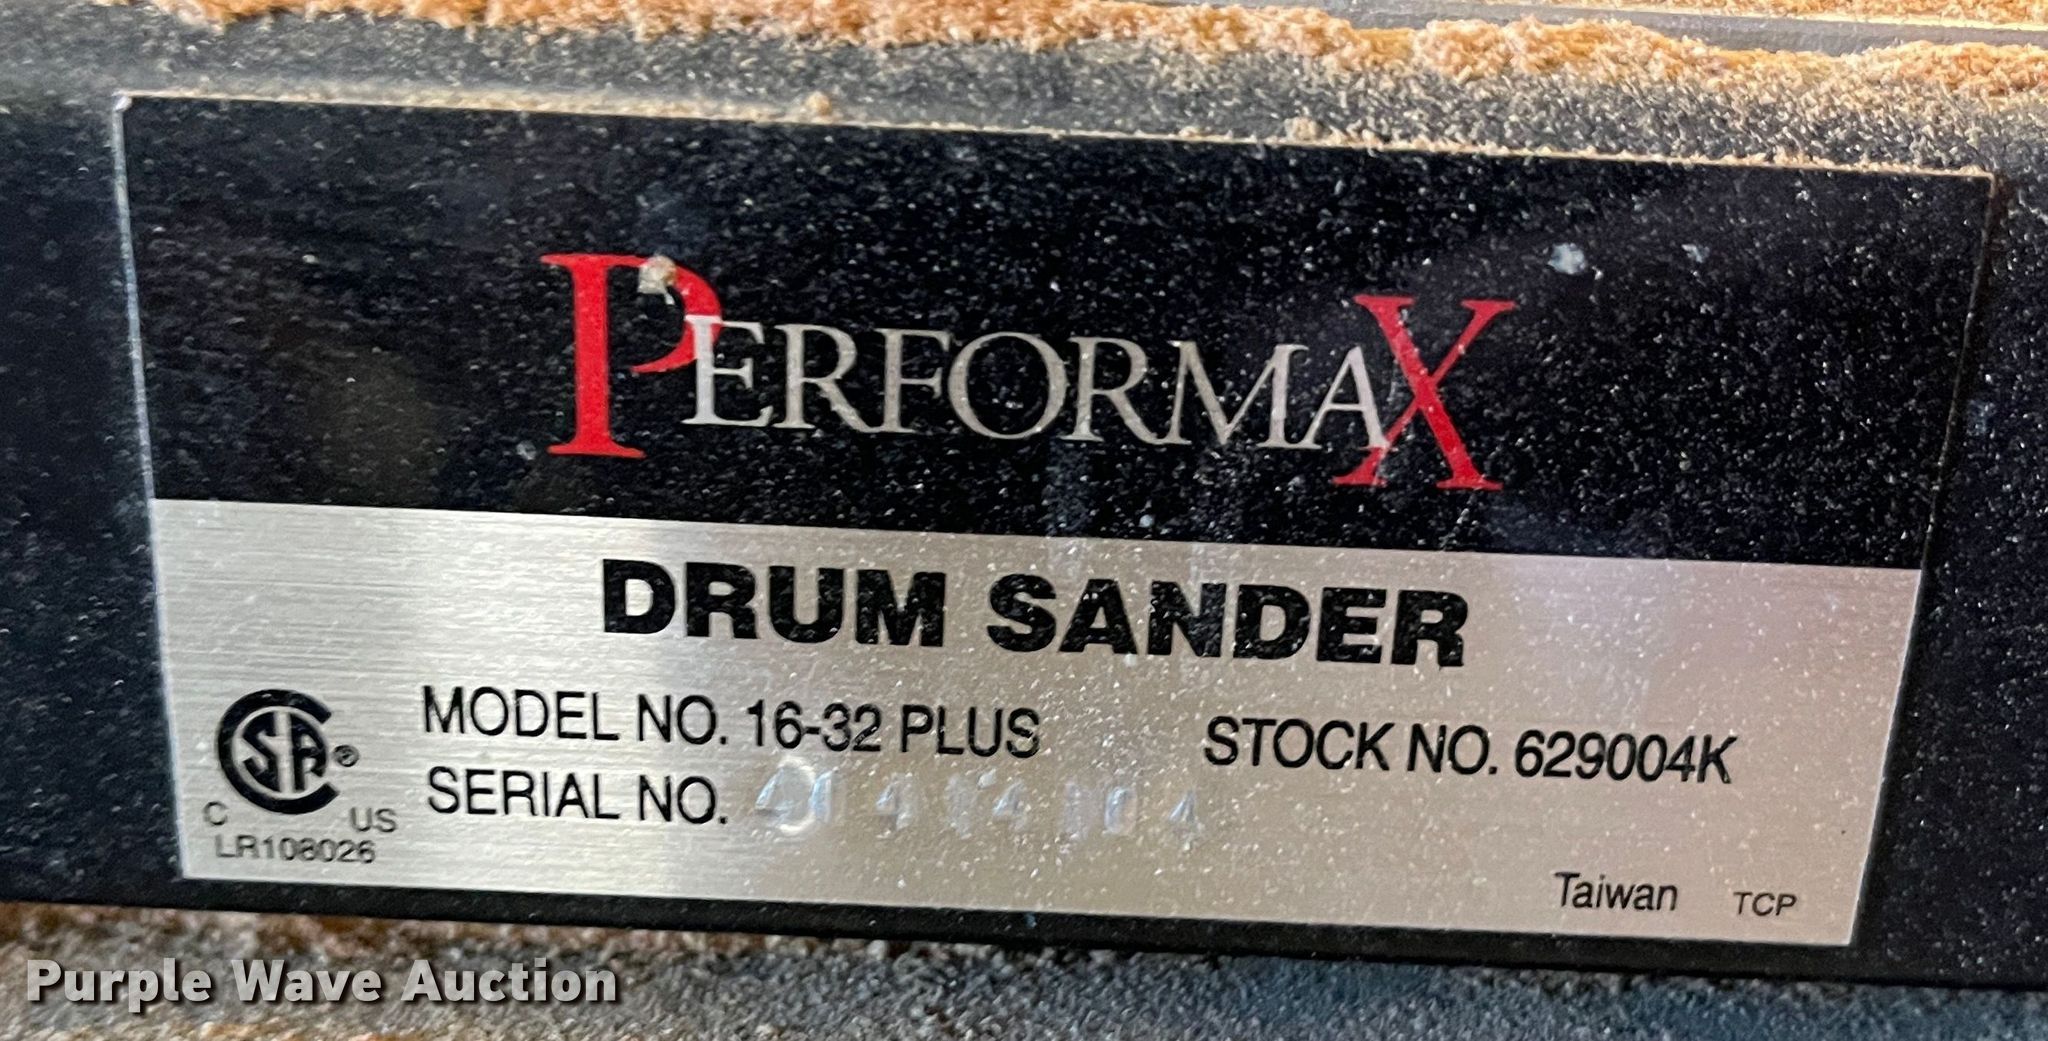 PERFORMAX
DRUM SANDER
MODEL NO. 16-32 PLUS STOCK NO. 629004K
SERIAL NO.
CSA®
C US
LR108026
Taiwan TCP
Purple Wave Auction